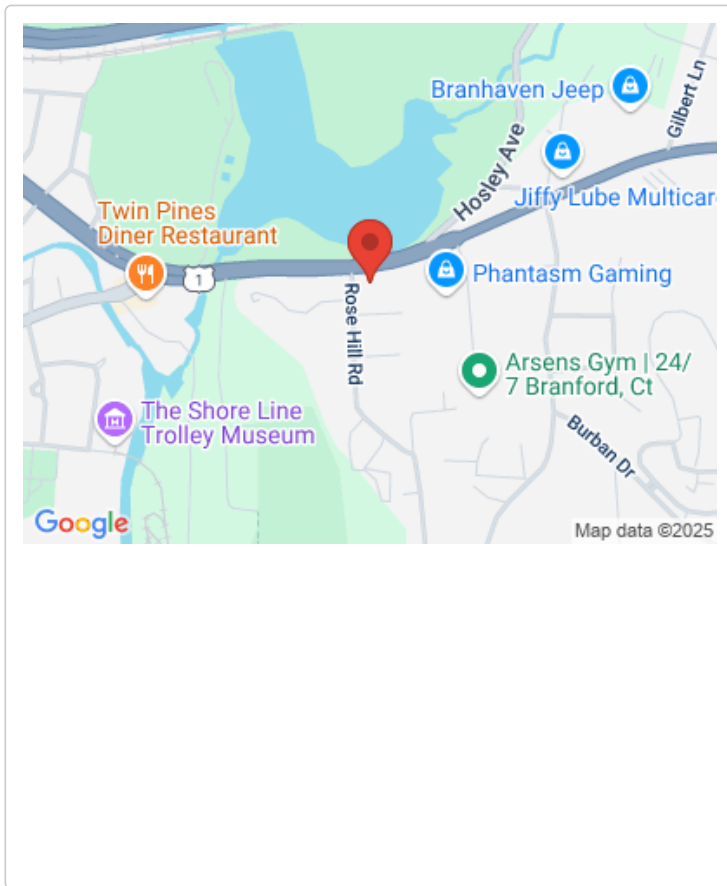 Branhaven Jeep
Gilbert Ln
Hosley Ave
Jiffy Lube Multicar
Twin Pines
Diner Restaurant
1
Phantasm Gaming
Rose Hill Rd
Arsens Gym | 24/
7 Branford, Ct
The Shore Line
Trolley Museum
Burban Dr
Google
Map data ©2025